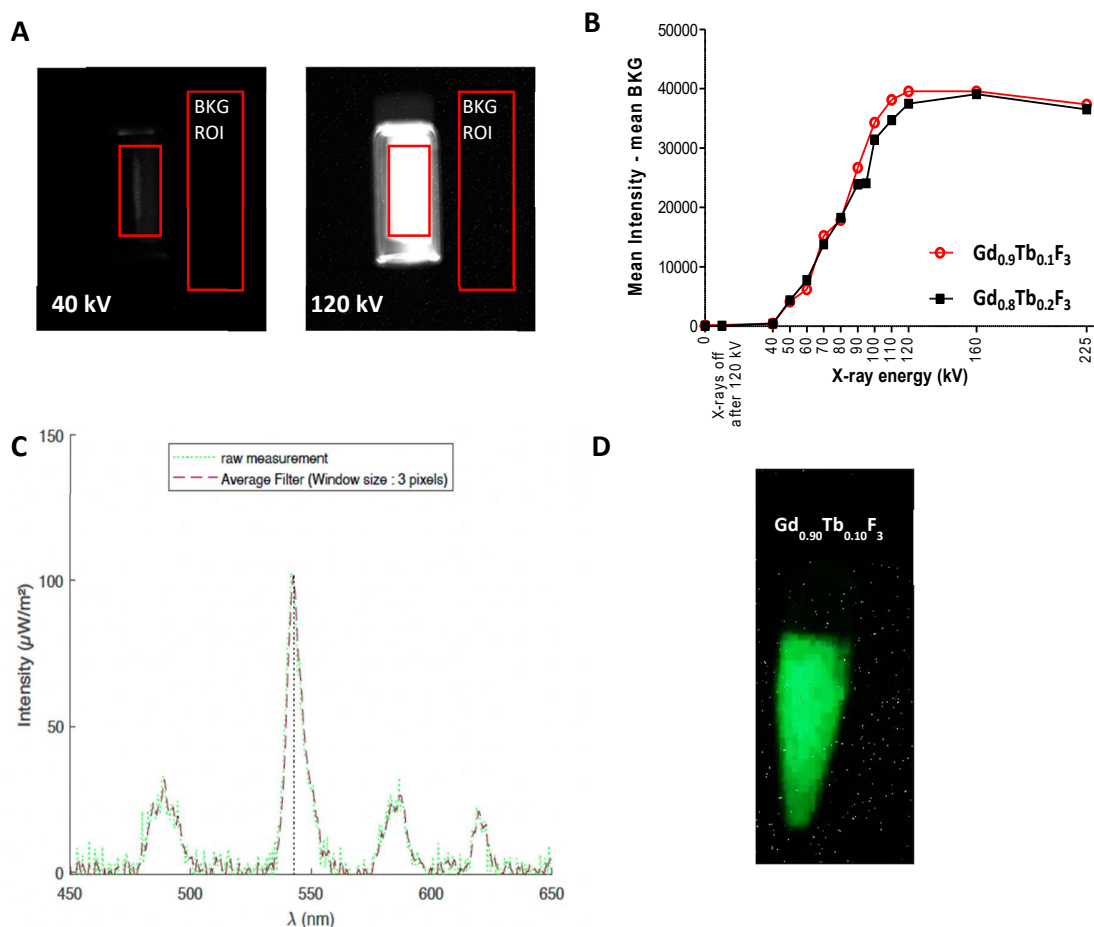 A
BKG
ROI
40 kV
BKG
ROI
120 kV
B
Mean Intensity - mean BKG
50000
40000
30000
20000
10000
0
Gd0.9Tb0.1F3
Gd0.8Tb0.2F3
0
X-rays off
after 120 kV
40
50
60
70
80
90
100
110
120
160
225
X-ray energy (kV)
C
150
100
50
0
Intensity (µW/m²)
raw measurement
Average Filter (Window size : 3 pixels)
450
500
550
600
650
λ (nm)
D
Gd0.90Tb0.10F3